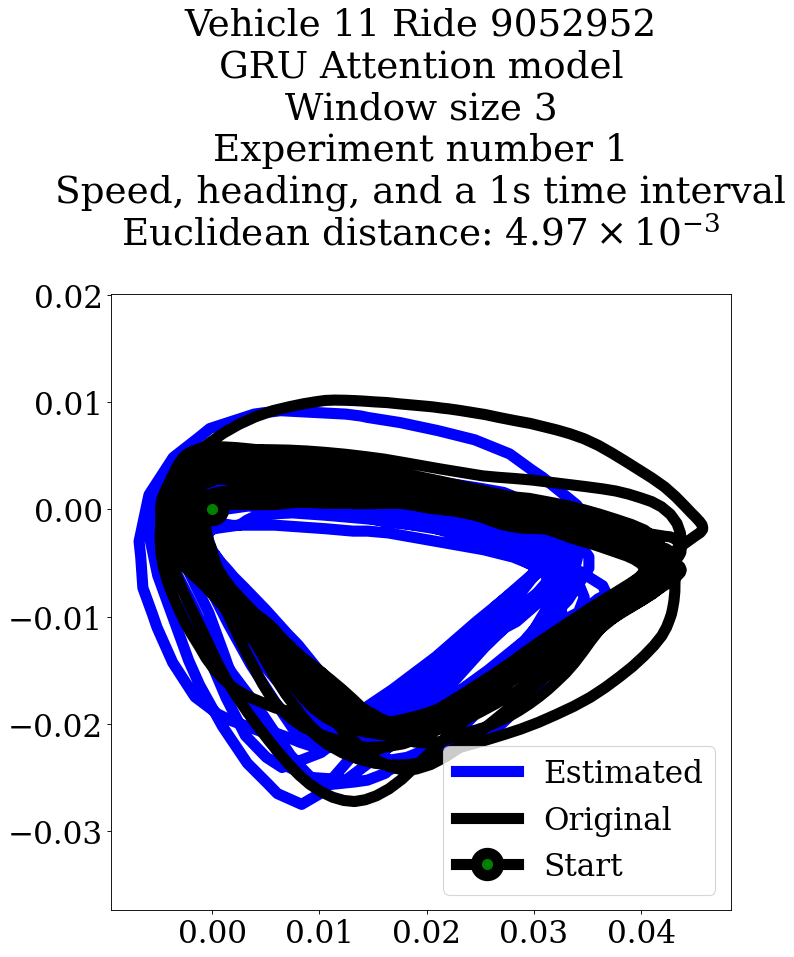 Vehicle 11 Ride 9052952
GRU Attention model
Window size 3
Experiment number 1
Speed, heading, and a 1s time interval
Euclidean distance: 4.97 × 10⁻³
0.02
0.01
0.00
−0.01
−0.02
−0.03
Estimated
Original
Start
0.00 0.01 0.02 0.03 0.04